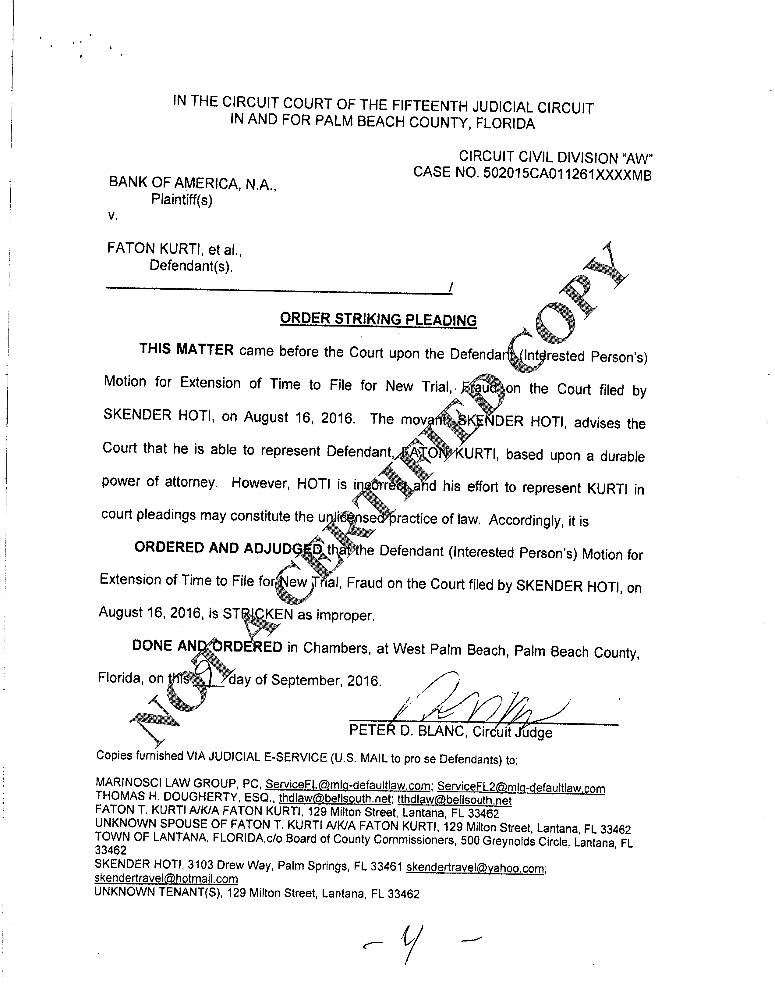 IN THE CIRCUIT COURT OF THE FIFTEENTH JUDICIAL CIRCUIT
IN AND FOR PALM BEACH COUNTY, FLORIDA
CIRCUIT CIVIL DIVISION "AW"
CASE NO. 502015CA011261XXXXMB
BANK OF AMERICA, N.A.,
Plaintiff(s)
v.
FATON KURTI, et al.,
Defendant(s).
/
ORDER STRIKING PLEADING
THIS MATTER came before the Court upon the Defendant (Interested Person's)
Motion for Extension of Time to File for New Trial, Fraud on the Court filed by
SKENDER HOTI, on August 16, 2016. The movant, SKENDER HOTI, advises the
Court that he is able to represent Defendant, FATON KURTI, based upon a durable
power of attorney. However, HOTI is incorrect and his effort to represent KURTI in
court pleadings may constitute the unlicensed practice of law. Accordingly, it is
ORDERED AND ADJUDGED that the Defendant (Interested Person's) Motion for
Extension of Time to File for New Trial, Fraud on the Court filed by SKENDER HOTI, on
August 16, 2016, is STRICKEN as improper.
DONE AND ORDERED in Chambers, at West Palm Beach, Palm Beach County,
Florida, on this 9 day of September, 2016.
PETER D. BLANC, Circuit Judge
Copies furnished VIA JUDICIAL E-SERVICE (U.S. MAIL to pro se Defendants) to:
MARINOSCI LAW GROUP, PC, ServiceFL@mlg-defaultlaw.com; ServiceFL2@mlg-defaultlaw.com
THOMAS H. DOUGHERTY, ESQ., thdlaw@bellsouth.net; tthdlaw@bellsouth.net
FATON T. KURTI A/K/A FATON KURTI, 129 Milton Street, Lantana, FL 33462
UNKNOWN SPOUSE OF FATON T. KURTI A/K/A FATON KURTI, 129 Milton Street, Lantana, FL 33462
TOWN OF LANTANA, FLORIDA,c/o Board of County Commissioners, 500 Greynolds Circle, Lantana, FL
33462
SKENDER HOTI, 3103 Drew Way, Palm Springs, FL 33461 skendertravel@yahoo.com;
skendertravel@hotmail.com
UNKNOWN TENANT(S), 129 Milton Street, Lantana, FL 33462
- 4 -
NOT A CERTIFIED COPY